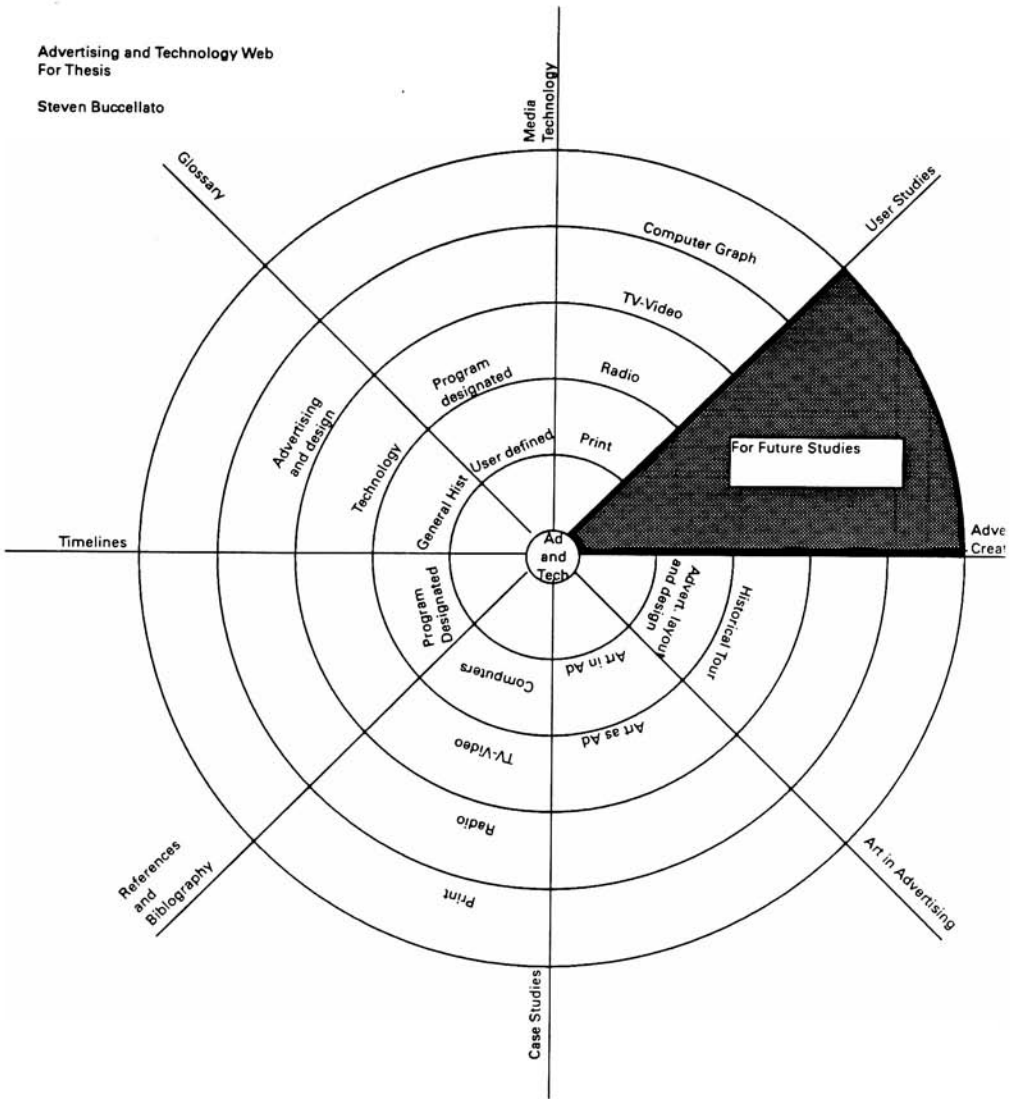 Advertising and Technology Web
For Thesis
Steven Buccellato
Media
Technology
Glossary
User Studies
Computer Graph
TV-Video
Program
designated
Radio
Advertising
and design
User defined
Print
Technology
General Hist
For Future Studies
Timelines
Ad
and
Tech
Adve
Creat
Program
Designated
Advert. layout
and design
Historical Tour
Computers
Art in Ad
TV-Video
Art as Ad
Radio
Print
References
and
Biblography
Art in Advertising
Case Studies